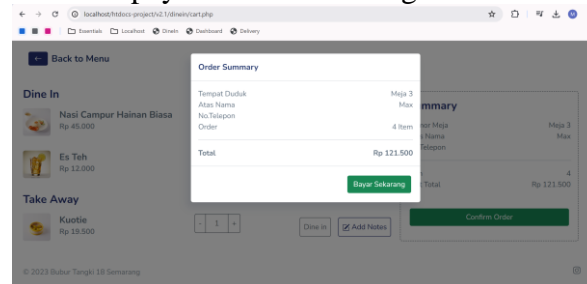 localhost/htdocs-project/v2.1/dinein/cart.php
Essentials Localhost Dinein Dashboard Delivery
Back to Menu
Order Summary
Tempat Duduk Meja 3
Atas Nama Max
No.Telapon
Order 4 Item
Total Rp 121.500
Bayar Sekarang
Dine In
Nasi Campur Hainan Biasa
Rp 45.000
Es Teh
Rp 12.000
Take Away
Kuotie
Rp 19.500
- 1 +
Dine In Add Notes
mmary
Meja 3
Max
4
Total Rp 121.500
Confirm Order
© 2023 Bubur Tangki 18 Semarang